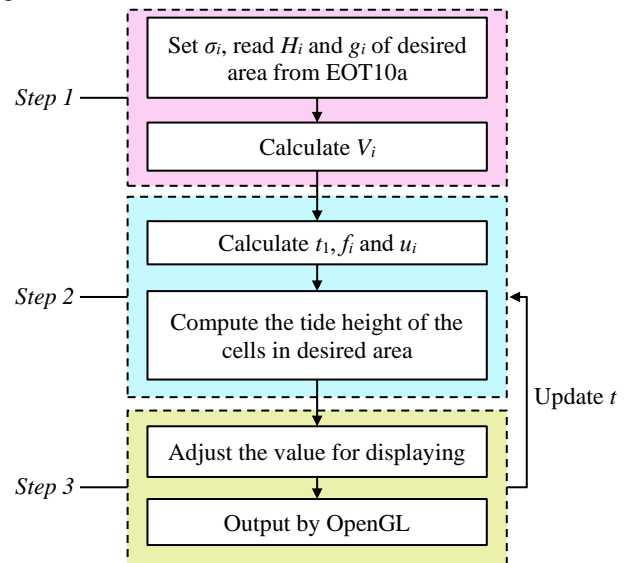 Set σᵢ, read Hᵢ and gᵢ of desired
area from EOT10a
Step 1
Calculate Vᵢ
Calculate t₁, fᵢ and uᵢ
Step 2
Compute the tide height of the
cells in desired area
Update t
Adjust the value for displaying
Step 3
Output by OpenGL